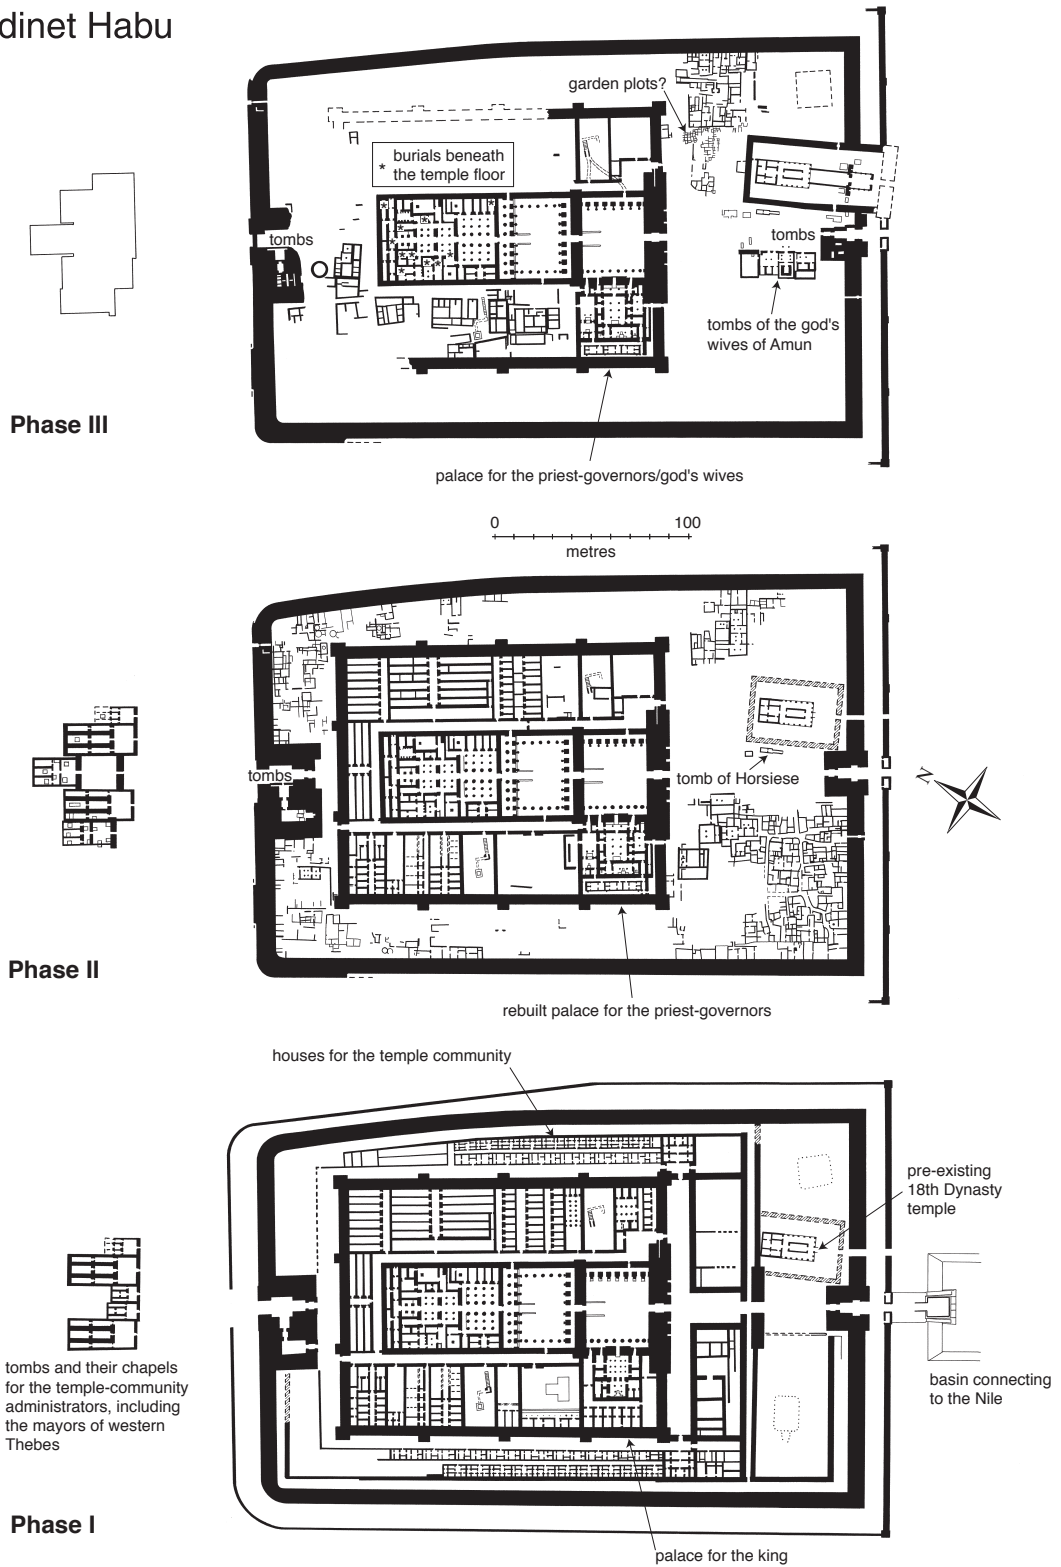 dinet Habu
garden plots?
* burials beneath
the temple floor
tombs
tombs
tombs of the god's
wives of Amun
Phase III
palace for the priest-governors/god's wives
0 100
metres
tombs
tomb of Horsiese
N
Phase II
rebuilt palace for the priest-governors
houses for the temple community
pre-existing
18th Dynasty
temple
tombs and their chapels
for the temple-community
administrators, including
the mayors of western
Thebes
basin connecting
to the Nile
Phase I
palace for the king